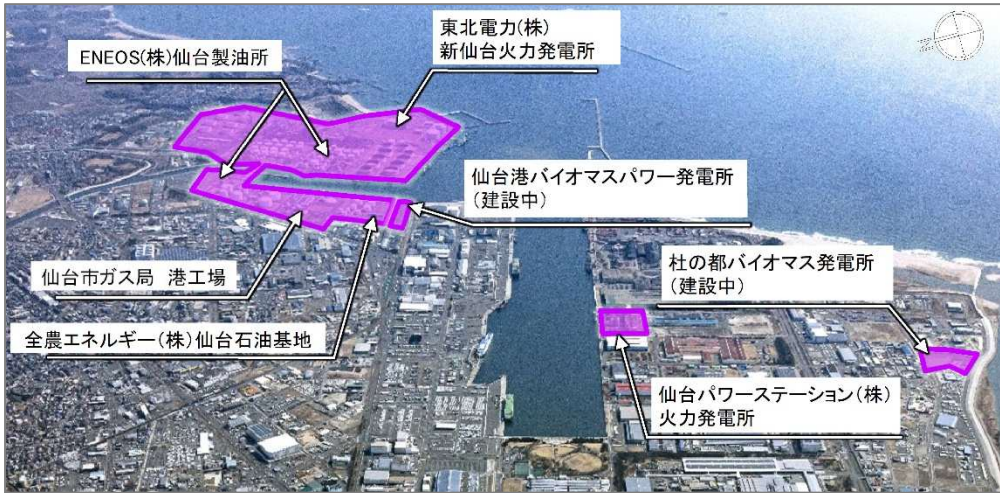 東北電力(株)
新仙台火力発電所
ENEOS(株)仙台製油所
仙台港バイオマスパワー発電所
(建設中)
杜の都バイオマス発電所
(建設中)
仙台市ガス局　港工場
全農エネルギー(株)仙台石油基地
仙台パワーステーション(株)
火力発電所